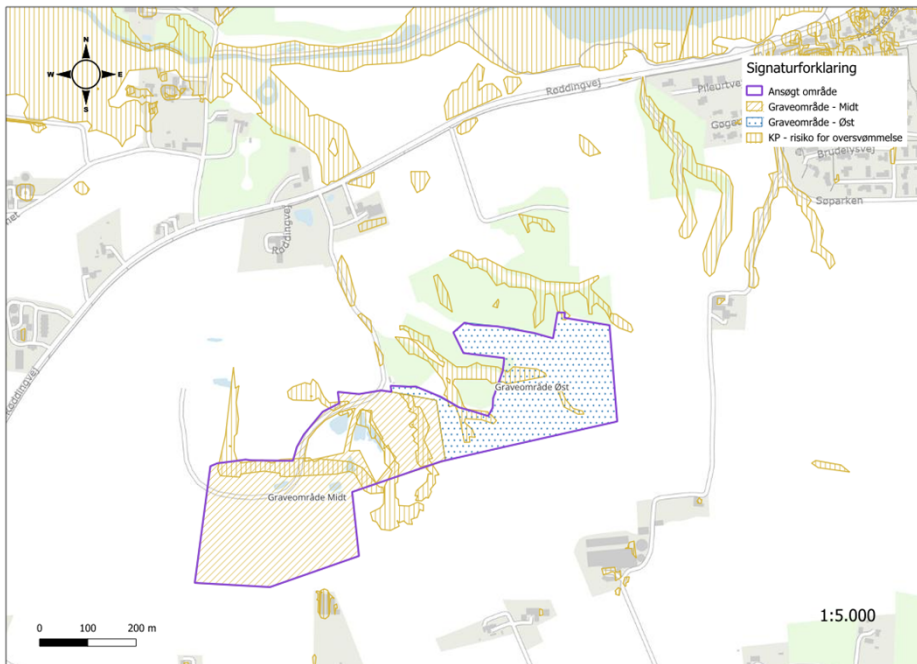 N
W E
S
Signaturforklaring
Ansøgt område
Graveområde - Midt
Graveområde - Øst
KP - risiko for oversvømmelse
Røddingvej
Brudelysvej
Søparken
Røddingvej
Røddingvej
Graveområde Øst
Graveområde Midt
0 100 200 m
1:5.000